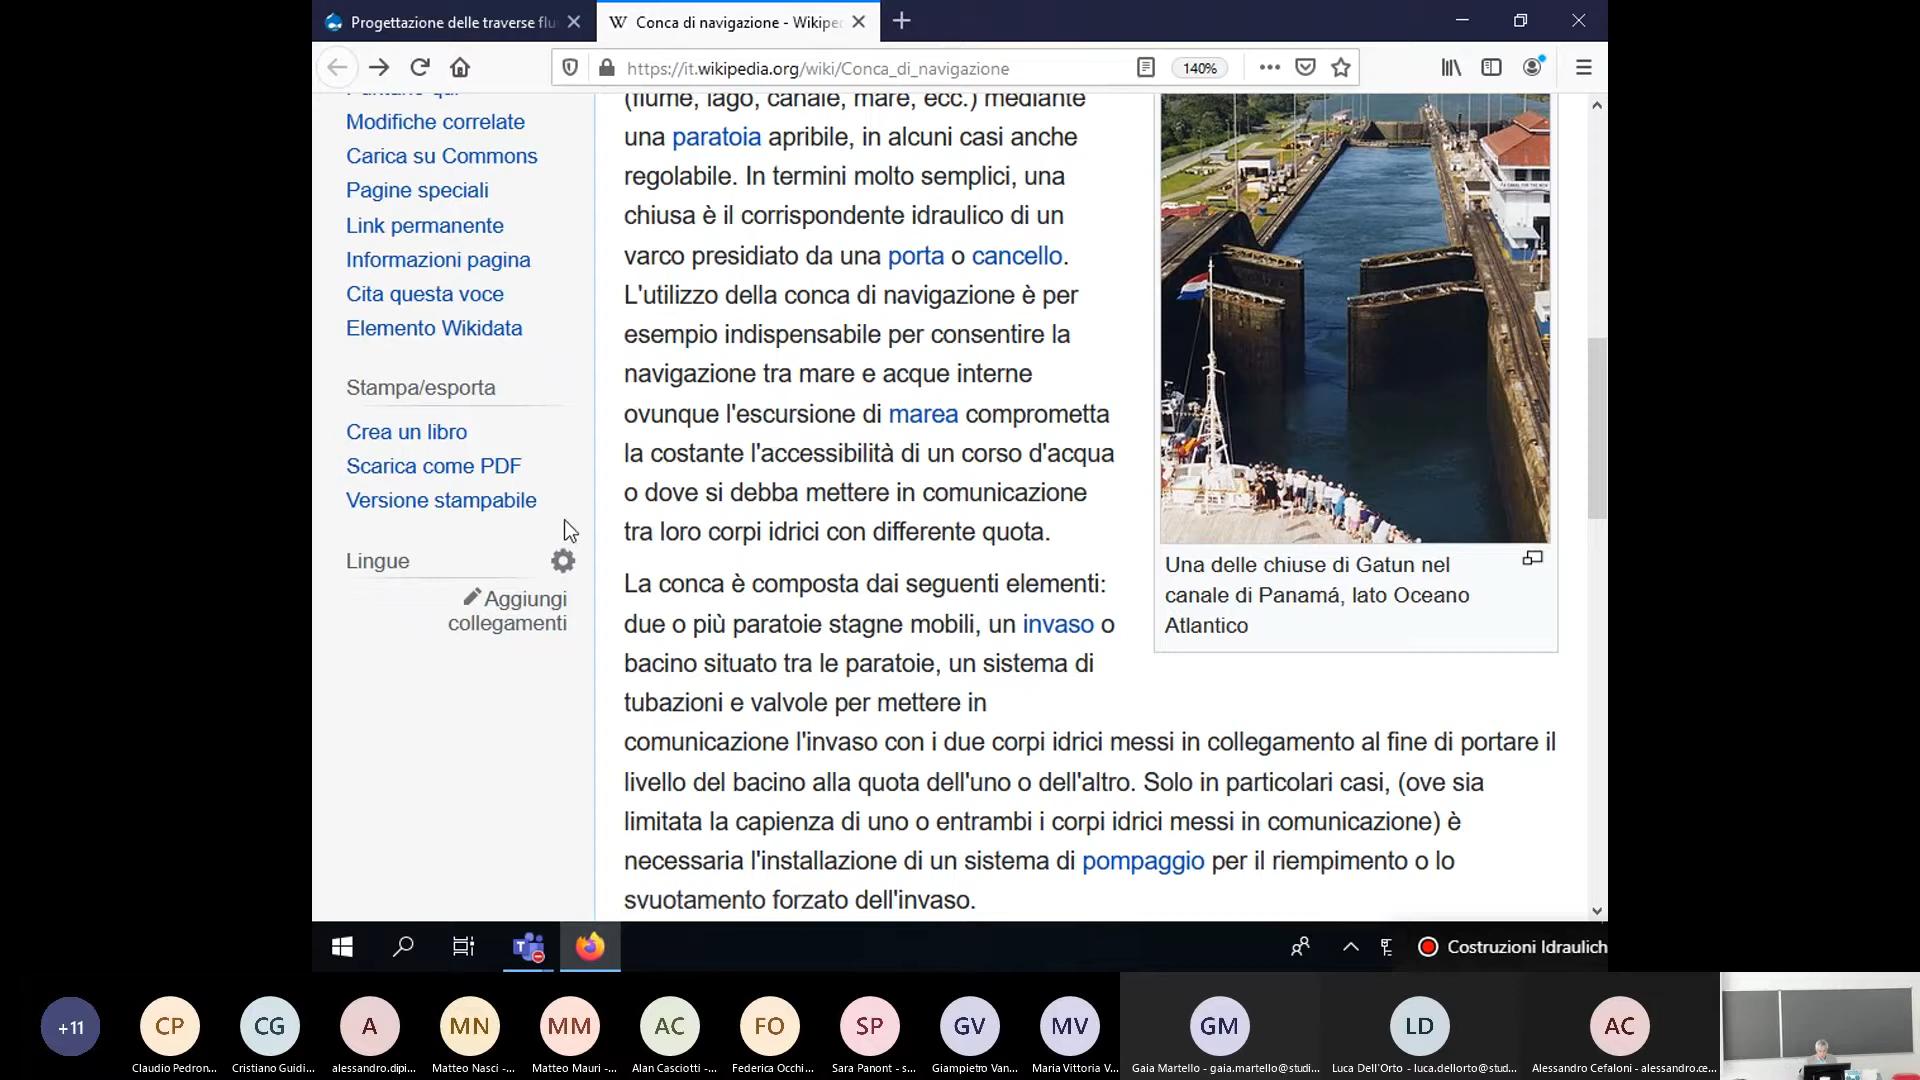 Progettazione delle traverse flu
Conca di navigazione - Wikiped
https://it.wikipedia.org/wiki/Conca_di_navigazione
140%
Modifiche correlate
Carica su Commons
Pagine speciali
Link permanente
Informazioni pagina
Cita questa voce
Elemento Wikidata
Stampa/esporta
Crea un libro
Scarica come PDF
Versione stampabile
Lingue
Aggiungi
collegamenti
(fiume, lago, canale, mare, ecc.) mediante
una paratoia apribile, in alcuni casi anche
regolabile. In termini molto semplici, una
chiusa è il corrispondente idraulico di un
varco presidiato da una porta o cancello.
L'utilizzo della conca di navigazione è per
esempio indispensabile per consentire la
navigazione tra mare e acque interne
ovunque l'escursione di marea comprometta
la costante l'accessibilità di un corso d'acqua
o dove si debba mettere in comunicazione
tra loro corpi idrici con differente quota.
Una delle chiuse di Gatun nel
canale di Panamá, lato Oceano
Atlantico
La conca è composta dai seguenti elementi:
due o più paratoie stagne mobili, un invaso o
bacino situato tra le paratoie, un sistema di
tubazioni e valvole per mettere in
comunicazione l'invaso con i due corpi idrici messi in collegamento al fine di portare il
livello del bacino alla quota dell'uno o dell'altro. Solo in particolari casi, (ove sia
limitata la capienza di uno o entrambi i corpi idrici messi in comunicazione) è
necessaria l'installazione di un sistema di pompaggio per il riempimento o lo
svuotamento forzato dell'invaso.
Costruzioni Idraulich
+11
CP
CG
A
MN
MM
AC
FO
SP
GV
MV
GM
LD
AC
Claudio Pedron...
Cristiano Guidi...
alessandro.dipi...
Matteo Nasci -...
Matteo Mauri -...
Alan Casciotti -...
Federica Occhi...
Sara Panont - s...
Giampietro Van...
Maria Vittoria V...
Gaia Martello - gaia.martello@studi...
Luca Dell'Orto - luca.dellorto@stud...
Alessandro Cefaloni - alessandro.ce...